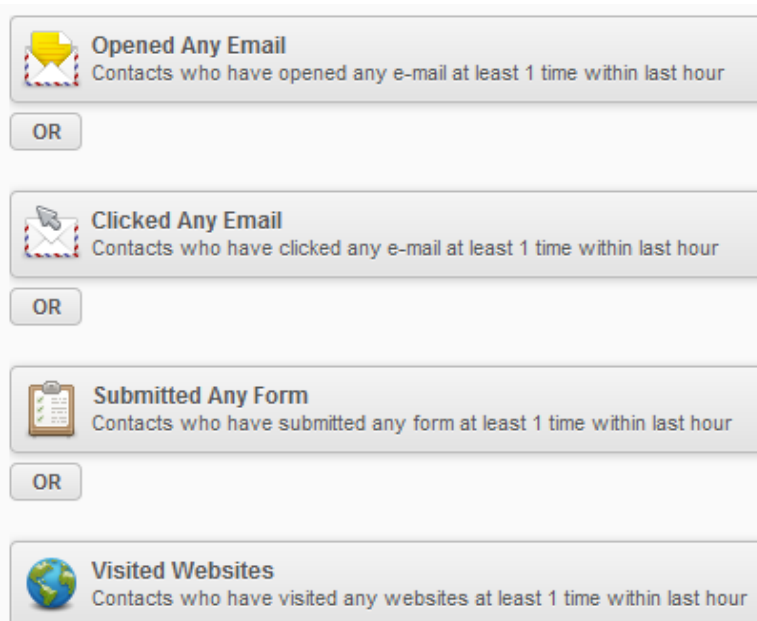 Opened Any Email
Contacts who have opened any e-mail at least 1 time within last hour
OR
Clicked Any Email
Contacts who have clicked any e-mail at least 1 time within last hour
OR
Submitted Any Form
Contacts who have submitted any form at least 1 time within last hour
OR
Visited Websites
Contacts who have visited any websites at least 1 time within last hour